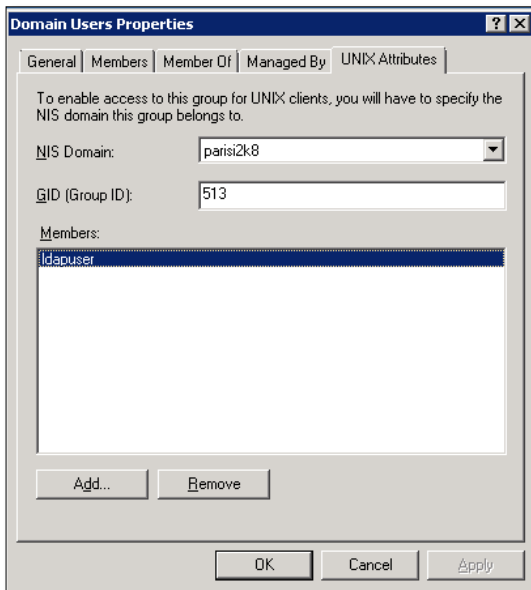 Domain Users Properties
General Members Member Of Managed By UNIX Attributes
To enable access to this group for UNIX clients, you will have to specify the
NIS domain this group belongs to.
NIS Domain: parisi2k8
GID (Group ID): 513
Members:
ldapuser
Add... Remove
OK Cancel Apply